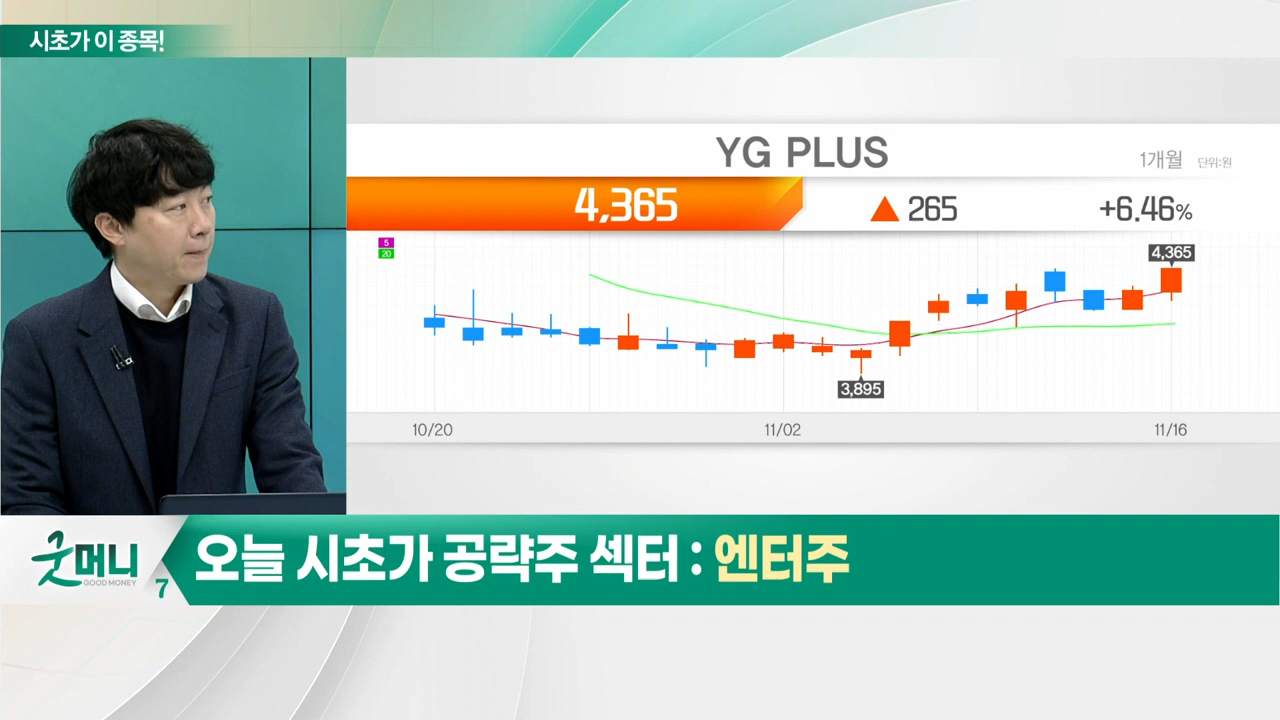 시초가 이 종목!
YG PLUS
1개월 단위:원
4,365 ▲ 265 +6.46%
5
20
4,365
3,895
10/20 11/02 11/16
굿머니
GOOD MONEY
7
오늘 시초가 공략주 섹터 : 엔터주